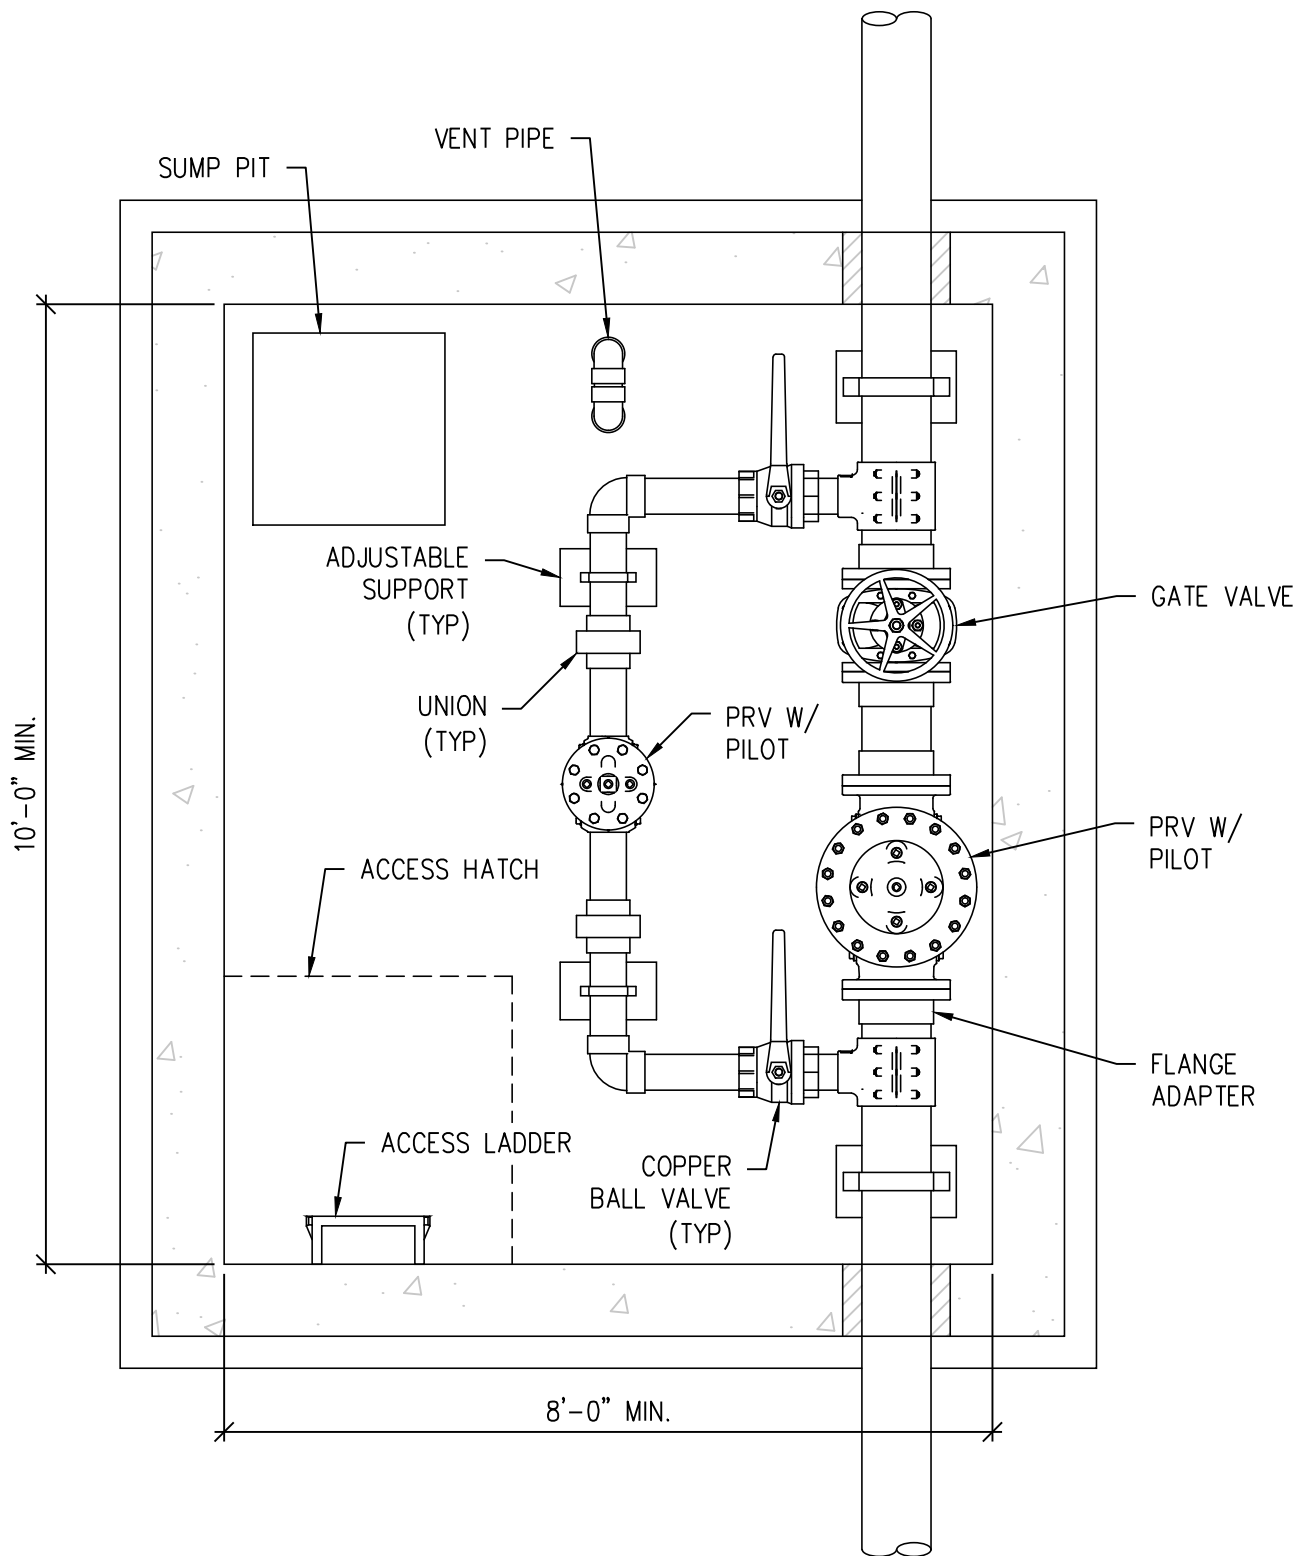 VENT PIPE
SUMP PIT
ADJUSTABLE
SUPPORT
(TYP)
GATE VALVE
UNION
(TYP)
PRV W/
PILOT
10'-0" MIN.
PRV W/
PILOT
ACCESS HATCH
FLANGE
ADAPTER
ACCESS LADDER
COPPER
BALL VALVE
(TYP)
8'-0" MIN.